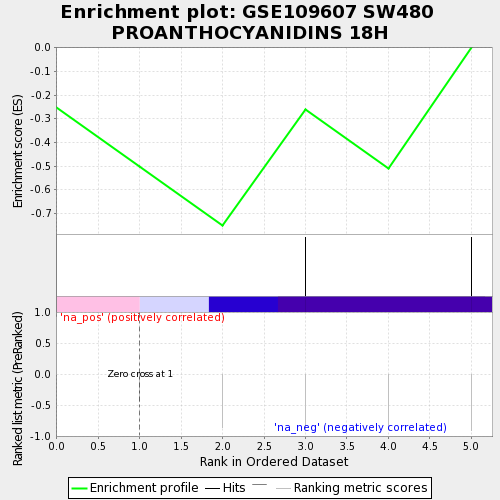 Enrichment plot: GSE109607 SW480
PROANTHOCYANIDINS 18H
Enrichment score (ES)
0.0
-0.1
-0.2
-0.3
-0.4
-0.5
-0.6
-0.7
Ranked list metric (PreRanked)
1.0
0.5
0.0
-0.5
-1.0
'na_pos' (positively correlated)
Zero cross at 1
'na_neg' (negatively correlated)
0.0 0.5 1.0 1.5 2.0 2.5 3.0 3.5 4.0 4.5 5.0
Rank in Ordered Dataset
Enrichment profile Hits Ranking metric scores